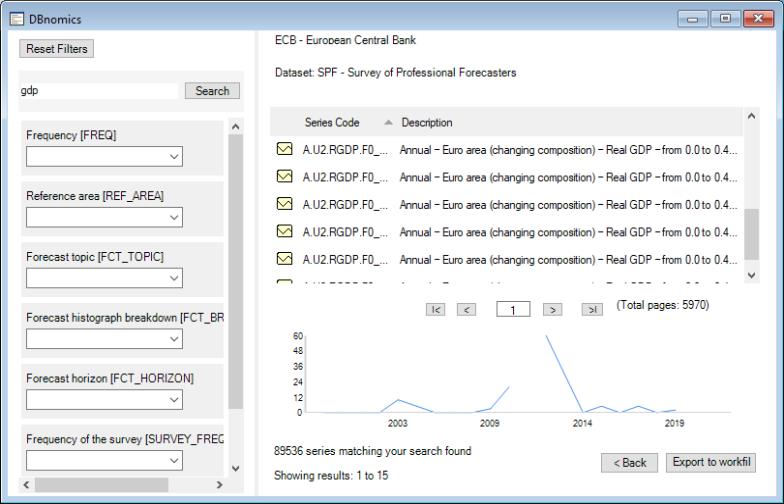 DBnomics
Reset Filters
gdp
Search
Frequency [FREQ]
Reference area [REF_AREA]
Forecast topic [FCT_TOPIC]
Forecast histograph breakdown [FCT_BR
Forecast horizon [FCT_HORIZON]
Frequency of the survey [SURVEY_FREQ
ECB - European Central Bank
Dataset: SPF - Survey of Professional Forecasters
Series Code Description
A.U2.RGDP.F0_... Annual – Euro area (changing composition) – Real GDP – from 0.0 to 0.4...
A.U2.RGDP.F0_... Annual – Euro area (changing composition) – Real GDP – from 0.0 to 0.4...
A.U2.RGDP.F0_... Annual – Euro area (changing composition) – Real GDP – from 0.0 to 0.4...
A.U2.RGDP.F0_... Annual – Euro area (changing composition) – Real GDP – from 0.0 to 0.4...
A.U2.RGDP.F0_... Annual – Euro area (changing composition) – Real GDP – from 0.0 to 0.4...
|< < 1 > >| (Total pages: 5970)
60
48
36
24
12
0
2003 2009 2014 2019
89536 series matching your search found
Showing results: 1 to 15
< Back
Export to workfil